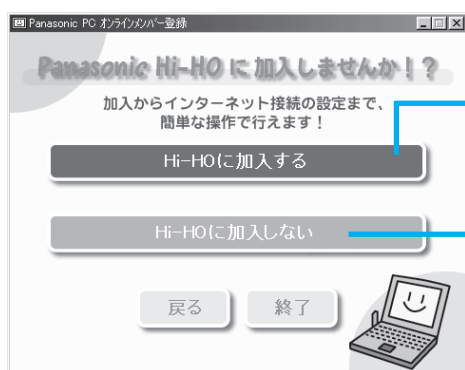 Panasonic PC オンラインメンバー登録
Panasonic Hi-HO に加入しませんか！？
加入からインターネット接続の設定まで、
簡単な操作で行えます！
Hi-HOに加入する
Hi-HOに加入しない
戻る 終了